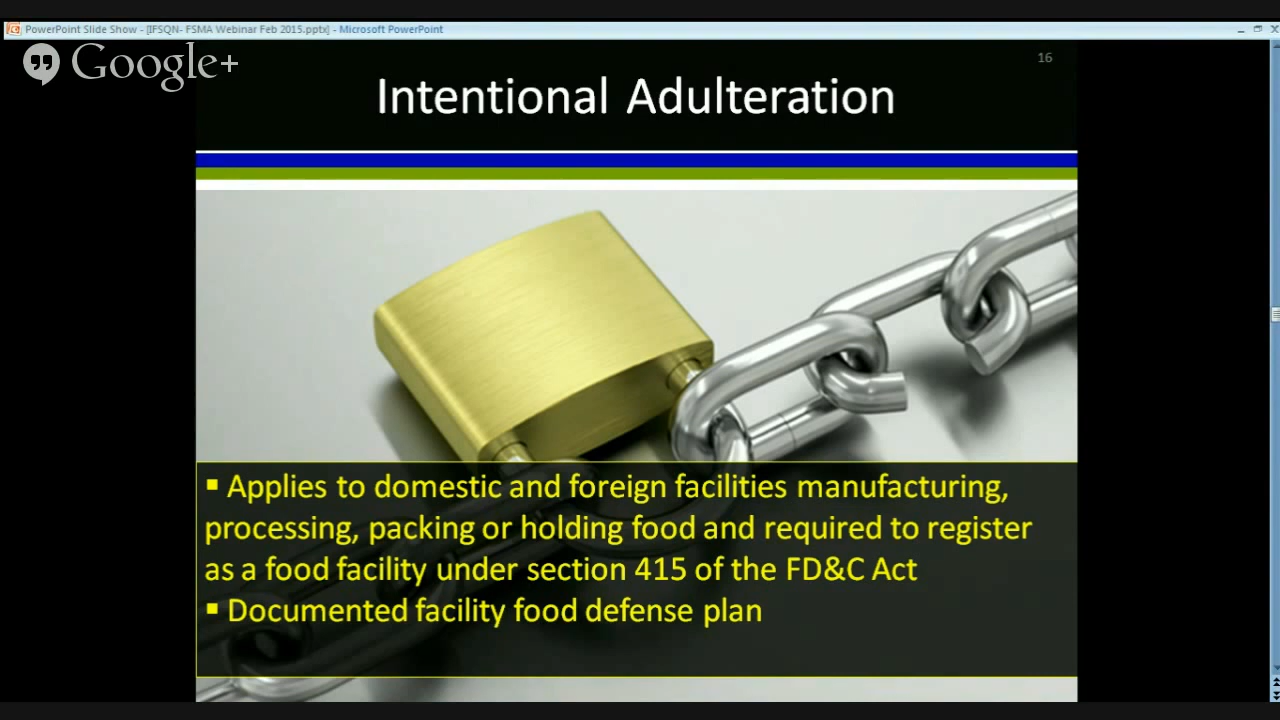 PowerPoint Slide Show - [IFSQN- FSMA Webinar Feb 2015.pptx] - Microsoft PowerPoint
Google+
16
Intentional Adulteration
▪ Applies to domestic and foreign facilities manufacturing,
processing, packing or holding food and required to register
as a food facility under section 415 of the FD&C Act
▪ Documented facility food defense plan